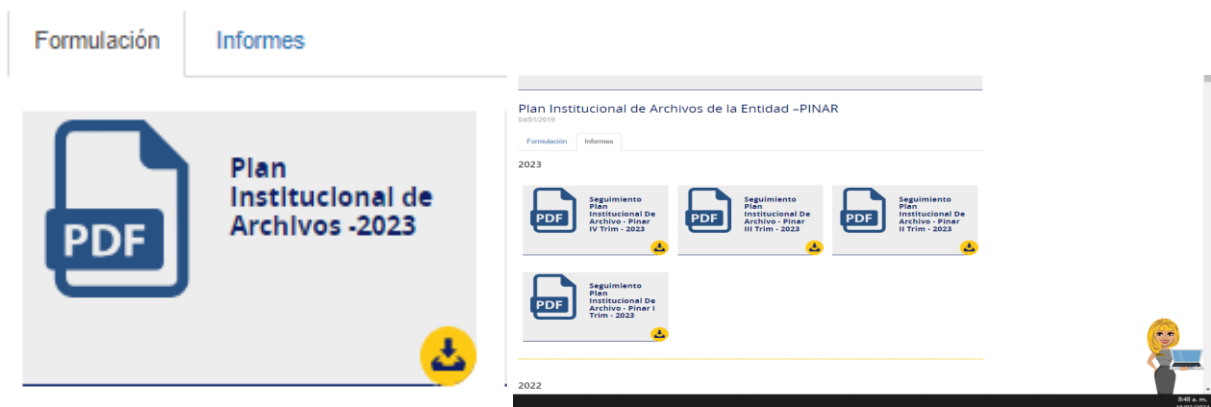 Formulación
Informes
PDF
Plan
Institucional de
Archivos -2023
Plan Institucional de Archivos de la Entidad –PINAR
04/01/2019
Formulación
Informes
2023
PDF
Seguimiento
Plan
Institucional De
Archivo - Pinar
IV Trim - 2023
PDF
Seguimiento
Plan
Institucional De
Archivo - Pinar
III Trim - 2023
PDF
Seguimiento
Plan
Institucional De
Archivo - Pinar
II Trim - 2023
PDF
Seguimiento
Plan
Institucional De
Archivo - Pinar I
Trim - 2023
2022
8:40 a. m.